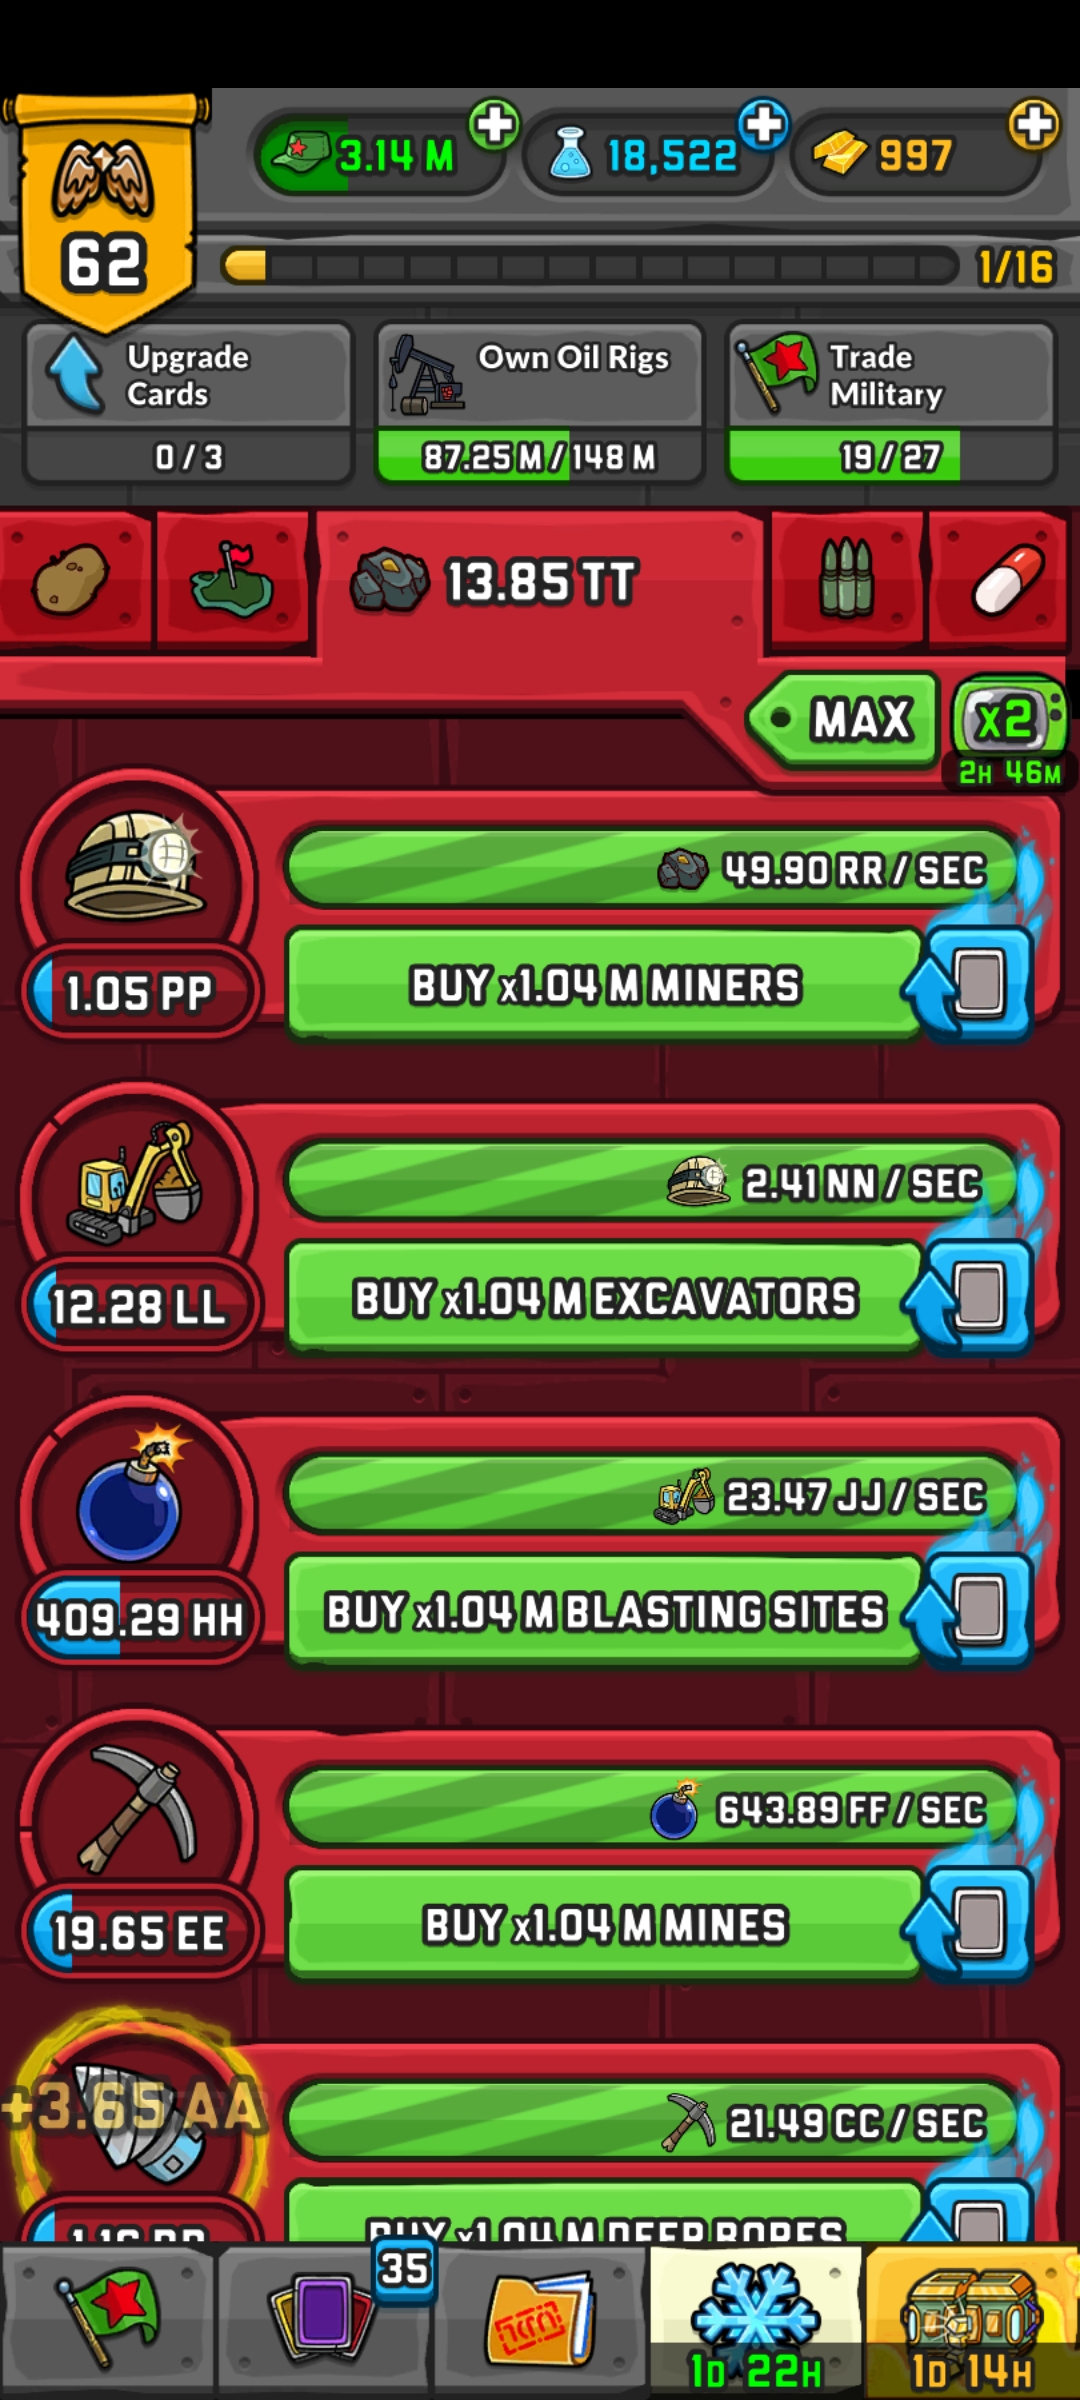 3.14 M
18,522
997
62
1/16
Upgrade
Cards
0 / 3
Own Oil Rigs
87.25 M / 148 M
Trade
Military
19 / 27
13.85 TT
MAX
x2
2H 46M
49.90 RR / SEC
1.05 PP
BUY x1.04 M MINERS
2.41 NN / SEC
12.28 LL
BUY x1.04 M EXCAVATORS
23.47 JJ / SEC
409.29 HH
BUY x1.04 M BLASTING SITES
643.89 FF / SEC
19.65 EE
BUY x1.04 M MINES
+3.65 AA
21.49 CC / SEC
BUY x1.04 M DEEP BORES
35
1D 22H
1D 14H